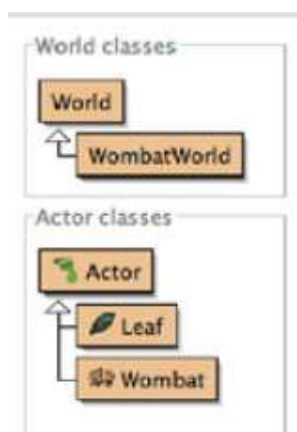 World classes
World
WombatWorld
Actor classes
Actor
Leaf
Wombat